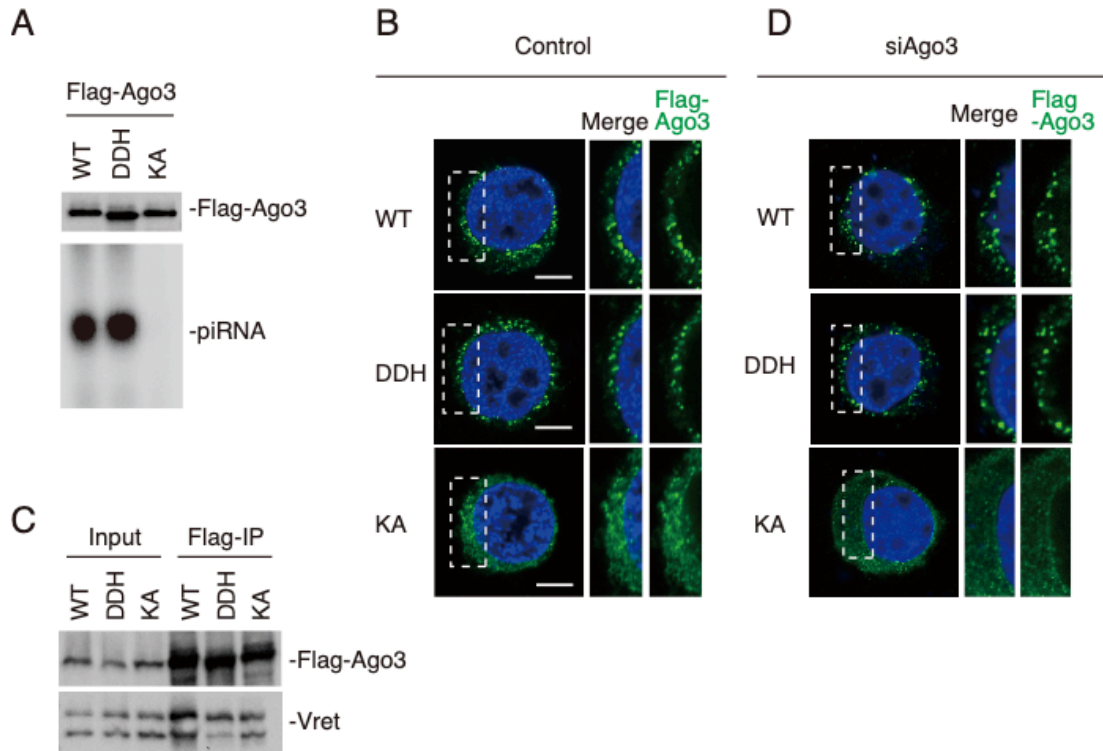 A
Flag-Ago3
WT
DDH
KA
-Flag-Ago3
-piRNA
B
Control
Merge
Flag-
Ago3
WT
DDH
KA
C
Input
Flag-IP
WT
DDH
KA
WT
DDH
KA
-Flag-Ago3
-Vret
D
siAgo3
Merge
Flag
-Ago3
WT
DDH
KA